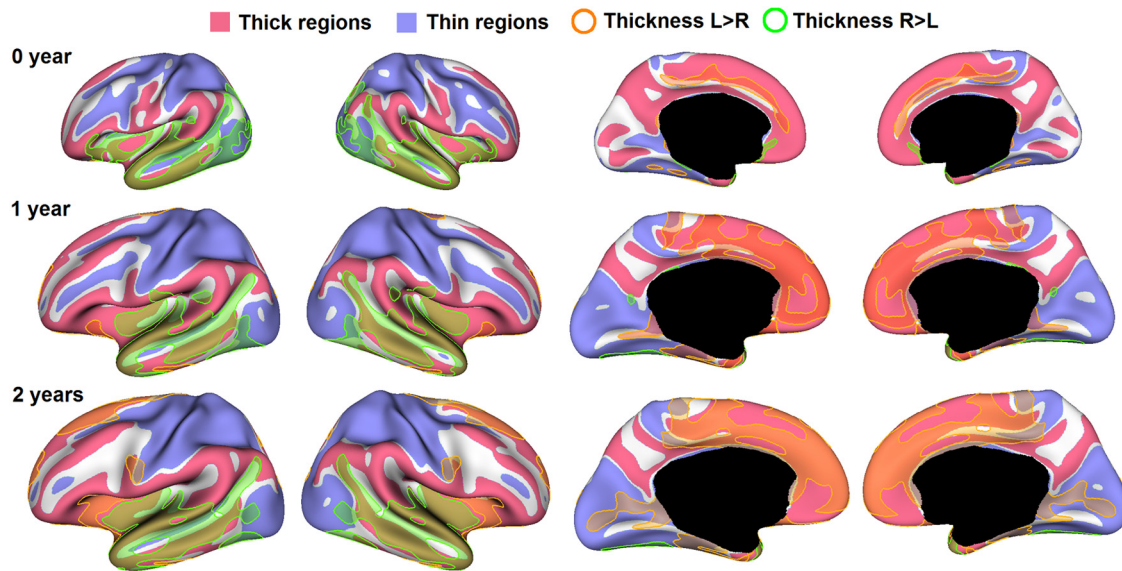 Thick regions Thin regions Thickness L>R Thickness R>L
0 year
1 year
2 years